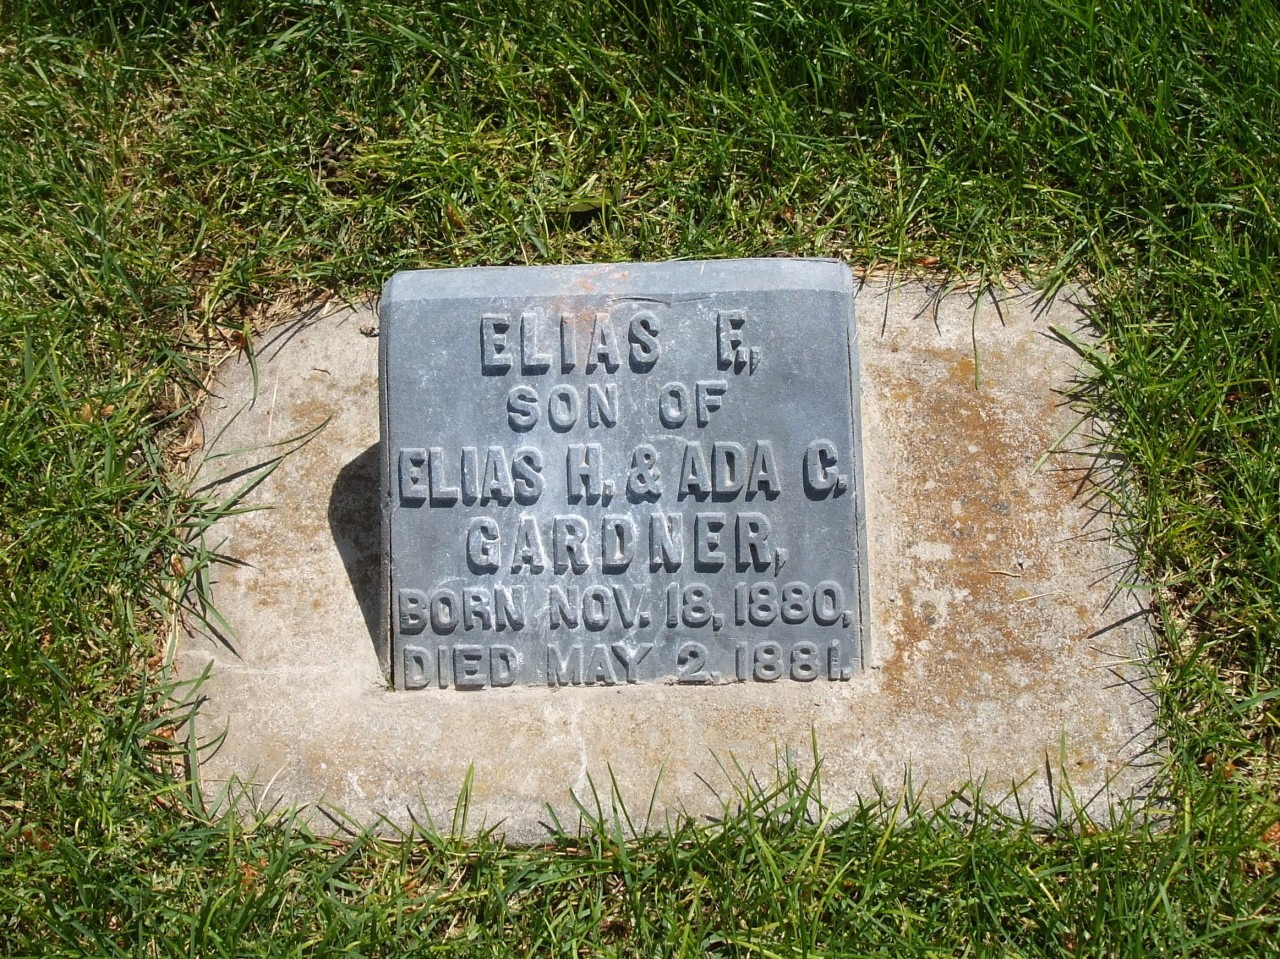 ELIAS F,
SON OF
ELIAS H. & ADA C.
GARDNER,
BORN NOV. 18, 1880.
DIED MAY 2, 1881.